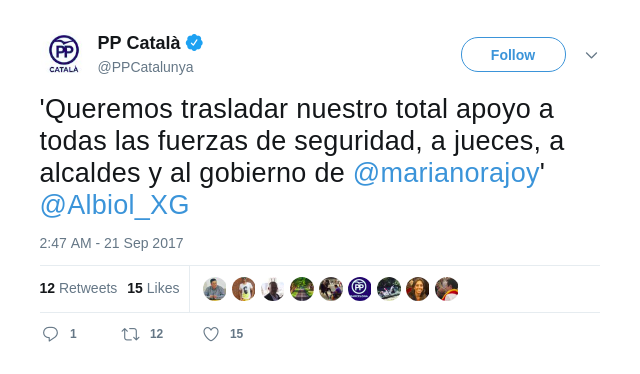 PP Català
@PPCatalunya
Follow
PP
CATALÀ
'Queremos trasladar nuestro total apoyo a
todas las fuerzas de seguridad, a jueces, a
alcaldes y al gobierno de @marianorajoy'
@Albiol_XG
2:47 AM - 21 Sep 2017
12 Retweets 15 Likes
PP
1 12 15